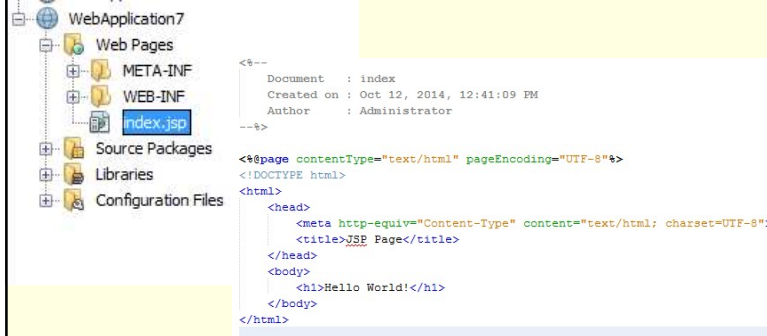 WebApplication7
Web Pages
META-INF
WEB-INF
index.jsp
Source Packages
Libraries
Configuration Files
<%--
    Document   : index
    Created on : Oct 12, 2014, 12:41:09 PM
    Author     : Administrator
--%>
<%@page contentType="text/html" pageEncoding="UTF-8"%>
<!DOCTYPE html>
<html>
    <head>
        <meta http-equiv="Content-Type" content="text/html; charset=UTF-8"
        <title>JSP Page</title>
    </head>
    <body>
        <h1>Hello World!</h1>
    </body>
</html>